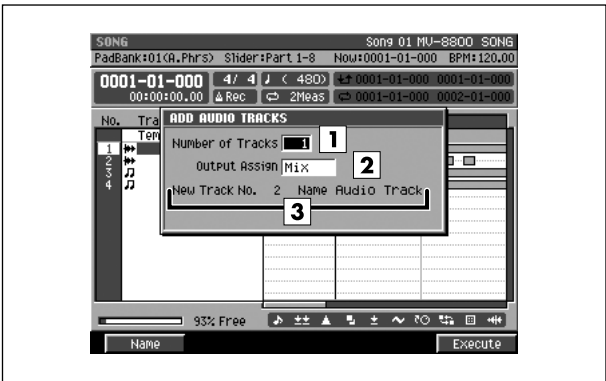 SONG Song 01 MV-8800 SONG
PadBank:01(A.Phrs) Slider:Part 1-8 Now:0001-01-000 BPM:120.00
0001-01-000 4/ 4 ♩ ( 480) 0001-01-000 0001-01-000
00:00:00.00 Rec 2Meas 0001-01-000 0002-01-000
No. Tra
Tem
ADD AUDIO TRACKS
Number of Tracks 1 1
Output Assign Mix 2
New Track No. 2 Name Audio Track
3
1
2
3
4
93% Free
Name Execute